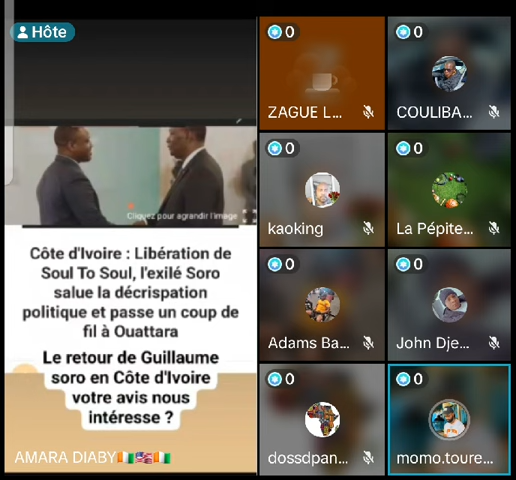 Hôte
Cliquez pour agrandir l'image
Côte d'Ivoire : Libération de
Soul To Soul, l'exilé Soro
salue la décrispation
politique et passe un coup de
fil à Ouattara
Le retour de Guillaume
soro en Côte d'Ivoire
votre avis nous
intéresse ?
AMARA DIABY🇨🇮🇺🇸🇨🇮
0
ZAGUE L...
0
COULIBA...
0
kaoking
0
La Pépite...
0
Adams Ba...
0
John Dje...
0
dossdpan...
0
momo.toure...